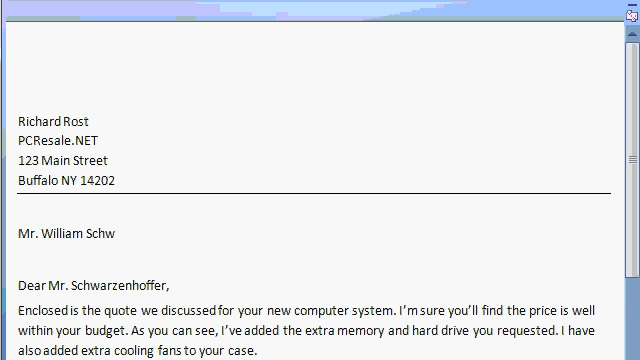 Richard Rost
PCResale.NET
123 Main Street
Buffalo NY 14202
Mr. William Schw
Dear Mr. Schwarzenhoffer,
Enclosed is the quote we discussed for your new computer system. I'm sure you'll find the price is well
within your budget. As you can see, I've added the extra memory and hard drive you requested. I have
also added extra cooling fans to your case.